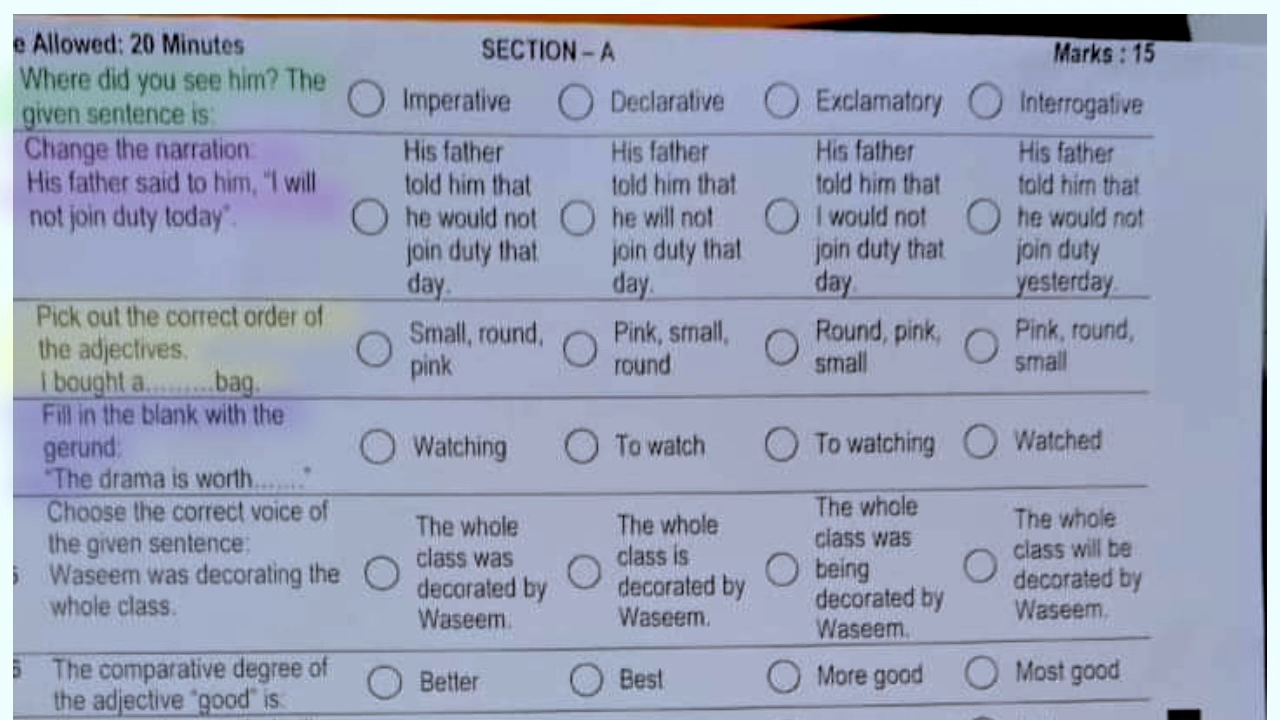 e Allowed: 20 Minutes SECTION – A Marks : 15
Where did you see him? The
given sentence is:
Imperative Declarative Exclamatory Interrogative
Change the narration:
His father said to him, "I will
not join duty today".
His father
told him that
he would not
join duty that
day.
His father
told him that
he will not
join duty that
day.
His father
told him that
I would not
join duty that
day.
His father
told him that
he would not
join duty
yesterday.
Pick out the correct order of
the adjectives.
I bought a.........bag.
Small, round,
pink
Pink, small,
round
Round, pink,
small
Pink, round,
small
Fill in the blank with the
gerund:
"The drama is worth......."
Watching To watch To watching Watched
Choose the correct voice of
the given sentence:
Waseem was decorating the
whole class.
The whole
class was
decorated by
Waseem.
The whole
class is
decorated by
Waseem.
The whole
class was
being
decorated by
Waseem.
The whole
class will be
decorated by
Waseem.
The comparative degree of
the adjective "good" is:
Better Best More good Most good